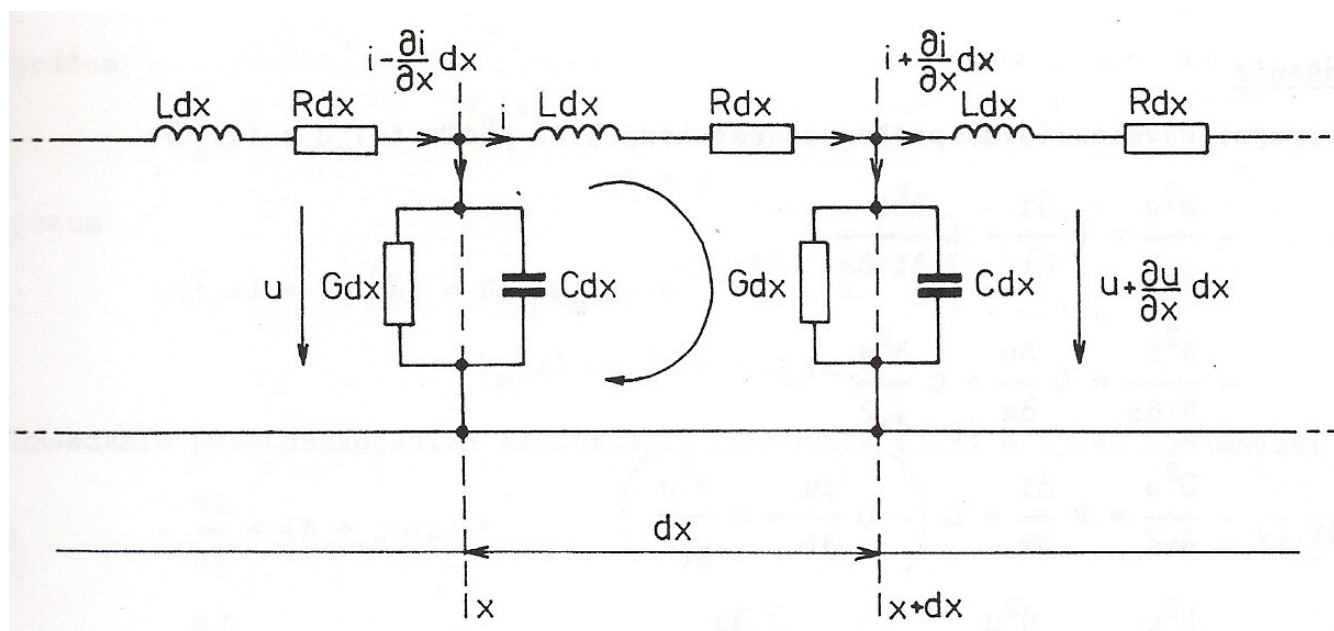 i-∂i/∂x dx i+∂i/∂x dx
Ldx Rdx i Ldx Rdx Ldx Rdx
u Gdx Cdx Gdx Cdx u+∂u/∂x dx
dx
x x+dx